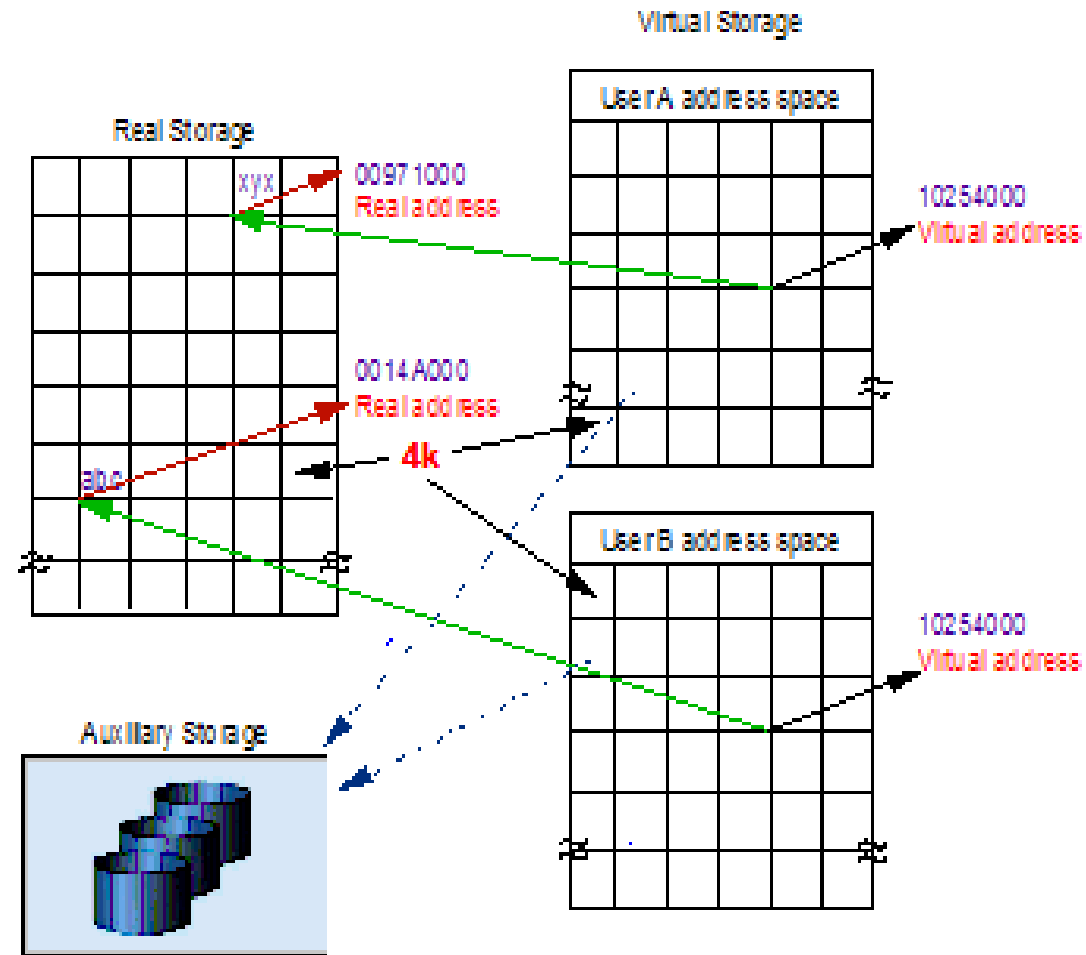 Virtual Storage
User A address space
Real Storage
xyx
00971000
Real address
10254000
Virtual address
0014A000
Real address
4k
abc
User B address space
10254000
Virtual address
Auxiliary Storage